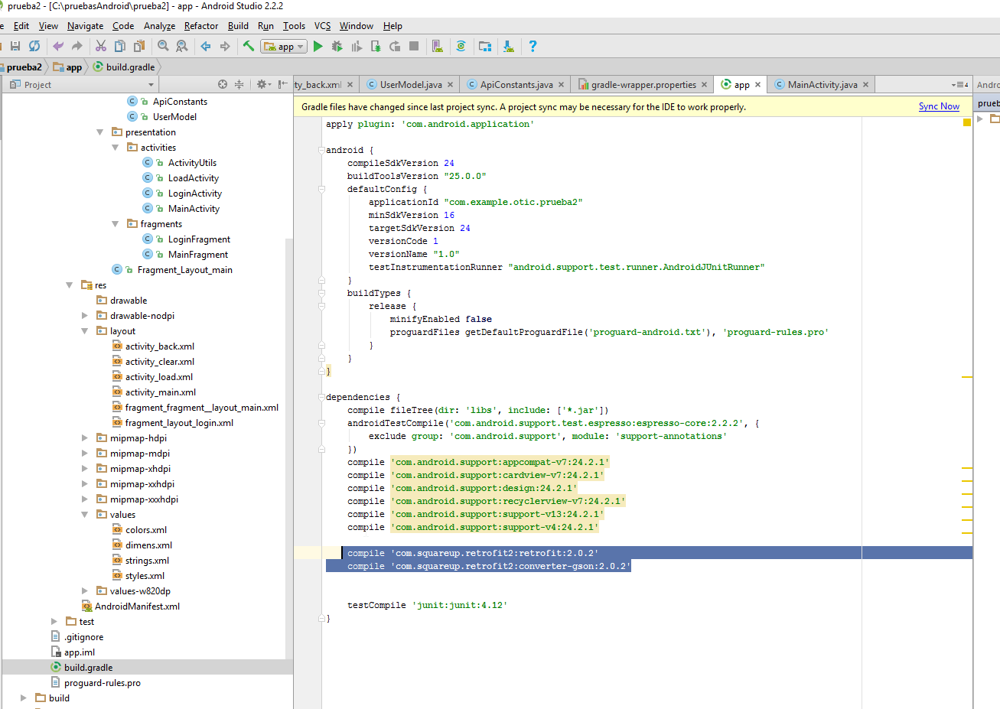 prueba2 - [C:\pruebasAndroid\prueba2] - app - Android Studio 2.2.2
e Edit View Navigate Code Analyze Refactor Build Run Tools VCS Window Help
app
prueba2 app build.gradle
Project
ty_back.xml UserModel.java ApiConstants.java gradle-wrapper.properties app MainActivity.java 4
Andro
prueb
ApiConstants
UserModel
presentation
activities
ActivityUtils
LoadActivity
LoginActivity
MainActivity
fragments
LoginFragment
MainFragment
Fragment_Layout_main
res
drawable
drawable-nodpi
layout
activity_back.xml
activity_clear.xml
activity_load.xml
activity_main.xml
fragment_fragment__layout_main.xml
fragment_layout_login.xml
mipmap-hdpi
mipmap-mdpi
mipmap-xhdpi
mipmap-xxhdpi
mipmap-xxxhdpi
values
colors.xml
dimens.xml
strings.xml
styles.xml
values-w820dp
AndroidManifest.xml
test
.gitignore
app.iml
build.gradle
proguard-rules.pro
build
Gradle files have changed since last project sync. A project sync may be necessary for the IDE to work properly. Sync Now
apply plugin: 'com.android.application'
android {
compileSdkVersion 24
buildToolsVersion "25.0.0"
defaultConfig {
applicationId "com.example.otic.prueba2"
minSdkVersion 16
targetSdkVersion 24
versionCode 1
versionName "1.0"
testInstrumentationRunner "android.support.test.runner.AndroidJUnitRunner"
}
buildTypes {
release {
minifyEnabled false
proguardFiles getDefaultProguardFile('proguard-android.txt'), 'proguard-rules.pro'
}
}
}
dependencies {
compile fileTree(dir: 'libs', include: ['*.jar'])
androidTestCompile('com.android.support.test.espresso:espresso-core:2.2.2', {
exclude group: 'com.android.support', module: 'support-annotations'
})
compile 'com.android.support:appcompat-v7:24.2.1'
compile 'com.android.support:cardview-v7:24.2.1'
compile 'com.android.support:design:24.2.1'
compile 'com.android.support:recyclerview-v7:24.2.1'
compile 'com.android.support:support-v13:24.2.1'
compile 'com.android.support:support-v4:24.2.1'
compile 'com.squareup.retrofit2:retrofit:2.0.2'
compile 'com.squareup.retrofit2:converter-gson:2.0.2'
testCompile 'junit:junit:4.12'
}